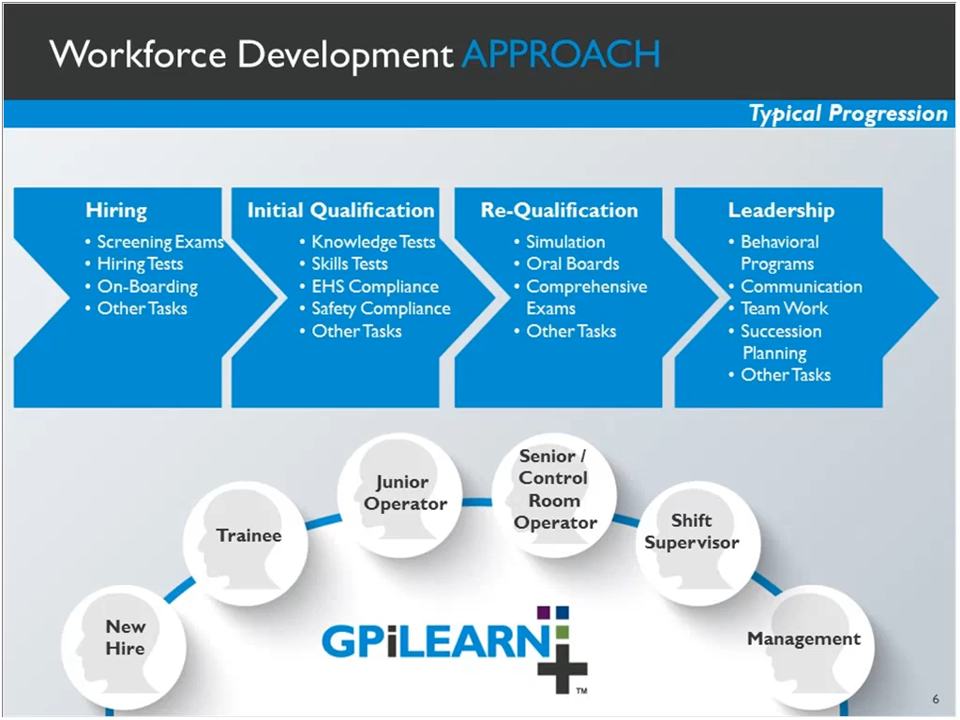 Workforce Development APPROACH
Typical Progression
Hiring
• Screening Exams
• Hiring Tests
• On-Boarding
• Other Tasks
Initial Qualification
• Knowledge Tests
• Skills Tests
• EHS Compliance
• Safety Compliance
• Other Tasks
Re-Qualification
• Simulation
• Oral Boards
• Comprehensive
Exams
• Other Tasks
Leadership
• Behavioral
Programs
• Communication
• Team Work
• Succession
Planning
• Other Tasks
New
Hire
Trainee
Junior
Operator
Senior /
Control
Room
Operator
Shift
Supervisor
Management
GPiLEARN
TM
6